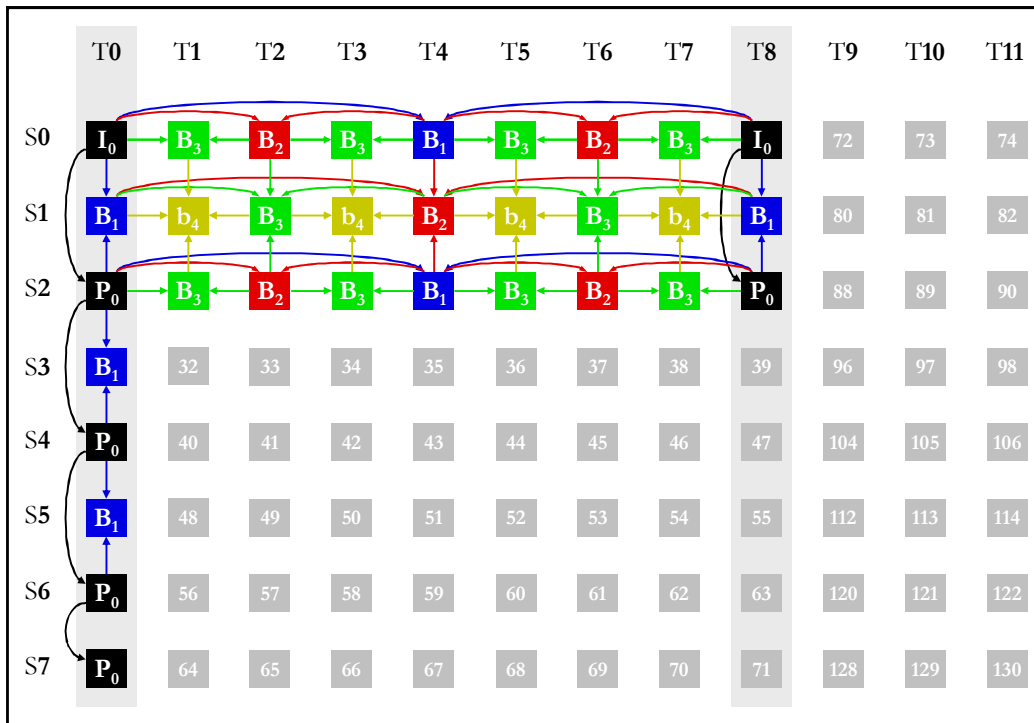 T0 T1 T2 T3 T4 T5 T6 T7 T8 T9 T10 T11
S0 I₀ B₃ B₂ B₃ B₁ B₃ B₂ B₃ I₀ 72 73 74
S1 B₁ b₄ B₃ b₄ B₂ b₄ B₃ b₄ B₁ 80 81 82
S2 P₀ B₃ B₂ B₃ B₁ B₃ B₂ B₃ P₀ 88 89 90
S3 B₁ 32 33 34 35 36 37 38 39 96 97 98
S4 P₀ 40 41 42 43 44 45 46 47 104 105 106
S5 B₁ 48 49 50 51 52 53 54 55 112 113 114
S6 P₀ 56 57 58 59 60 61 62 63 120 121 122
S7 P₀ 64 65 66 67 68 69 70 71 128 129 130